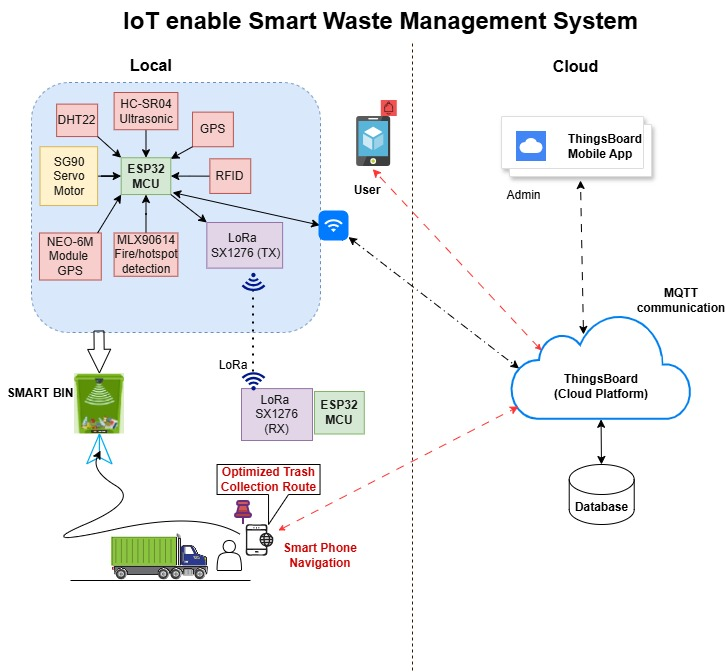 IoT enable Smart Waste Management System
Local
Cloud
HC-SR04
Ultrasonic
DHT22
GPS
SG90
Servo
Motor
ESP32
MCU
RFID
NEO-6M
Module
GPS
MLX90614
Fire/hotspot
detection
LoRa
SX1276 (TX)
User
ThingsBoard
Mobile App
Admin
MQTT
communication
ThingsBoard
(Cloud Platform)
Database
LoRa
LoRa
SX1276
(RX)
ESP32
MCU
SMART BIN
Optimized Trash
Collection Route
Smart Phone
Navigation